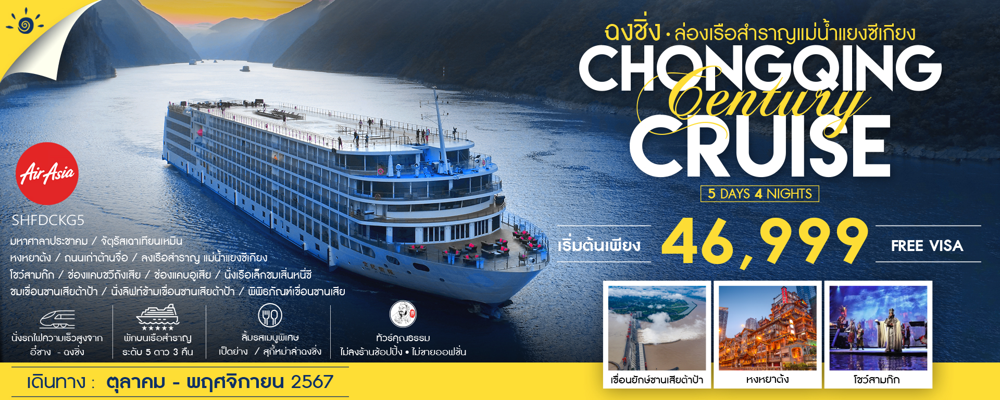 ฉงชิ่ง • ล่องเรือสำราญแม่น้ำแยงซีเกียง
CHONGQING
Century
CRUISE
5 DAYS 4 NIGHTS
เริ่มต้นเพียง 46,999 FREE VISA
AirAsia
SHFDCKG5
มหาศาลาประชาคม / จัตุรัสเฉาเทียนเหมิน
หงหยาต้ง / ถนนเก่าต้านจื่อ / ลงเรือสำราญ แม่น้ำแยงซีเกียง
โชว์สามก๊ก / ช่องแคบชวีถังเสีย / ช่องแคบอูเสีย / นั่งเรือเล็กชมเสิ่นหนี่ซี
ชมเขื่อนซานเสียต้าป้า / นั่งลิฟท์ข้ามเขื่อนซานเสียต้าป้า / พิพิธภัณฑ์เขื่อนซานเสีย
นั่งรถไฟความเร็วสูงจาก
อี๋ชาง - ฉงชิ่ง
พักบนเรือสำราญ
ระดับ 5 ดาว 3 คืน
ลิ้มรสเมนูพิเศษ
เป็ดย่าง / สุกี้หม่าล่าฉงชิ่ง
ทัวร์คุณธรรม
ไม่ลงร้านช้อปปิ้ง • ไม่ขายออฟชั่น
เขื่อนยักษ์ซานเสียต้าป้า
หงหยาต้ง
โชว์สามก๊ก
เดินทาง : ตุลาคม - พฤศจิกายน 2567